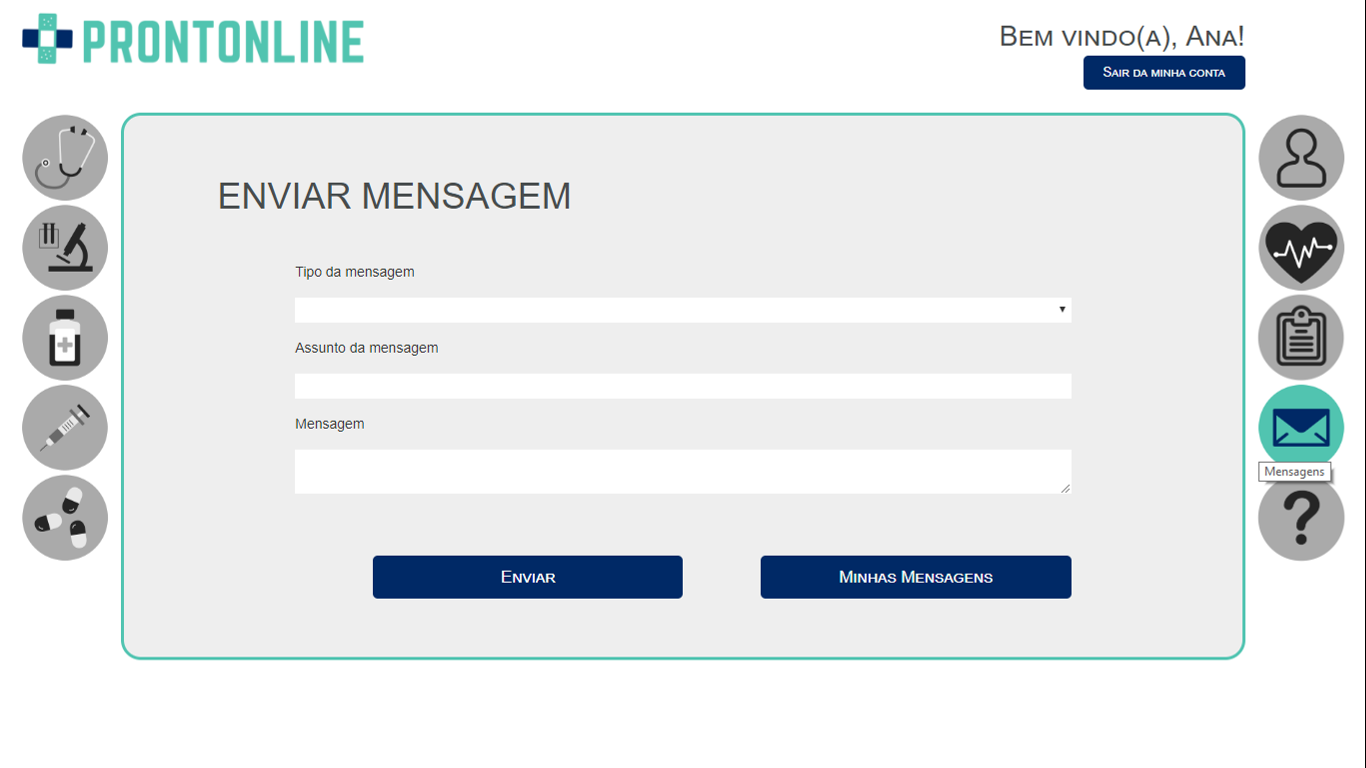 PRONTONLINE
Bem vindo(a), Ana!
Sair da minha conta
ENVIAR MENSAGEM
Tipo da mensagem
Assunto da mensagem
Mensagem
Enviar
Minhas Mensagens
Mensagens
?